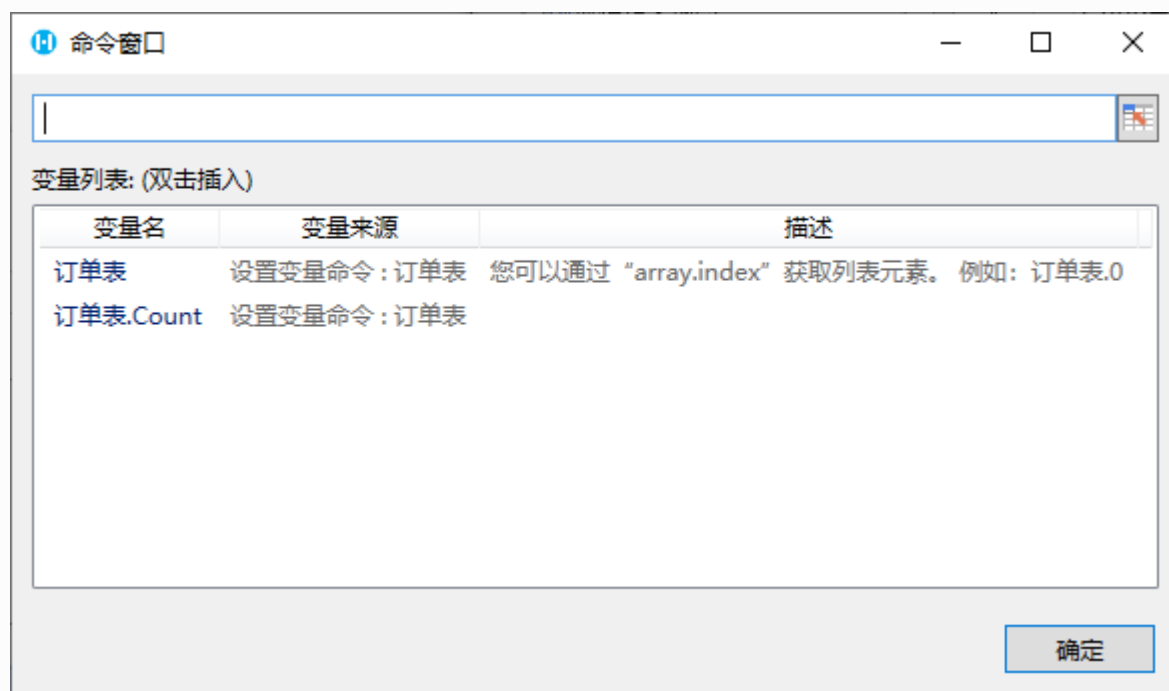 命令窗口
变量列表: (双击插入)
变量名 变量来源 描述
订单表 设置变量命令 : 订单表 您可以通过“array.index”获取列表元素。 例如：订单表.0
订单表.Count 设置变量命令 : 订单表
确定